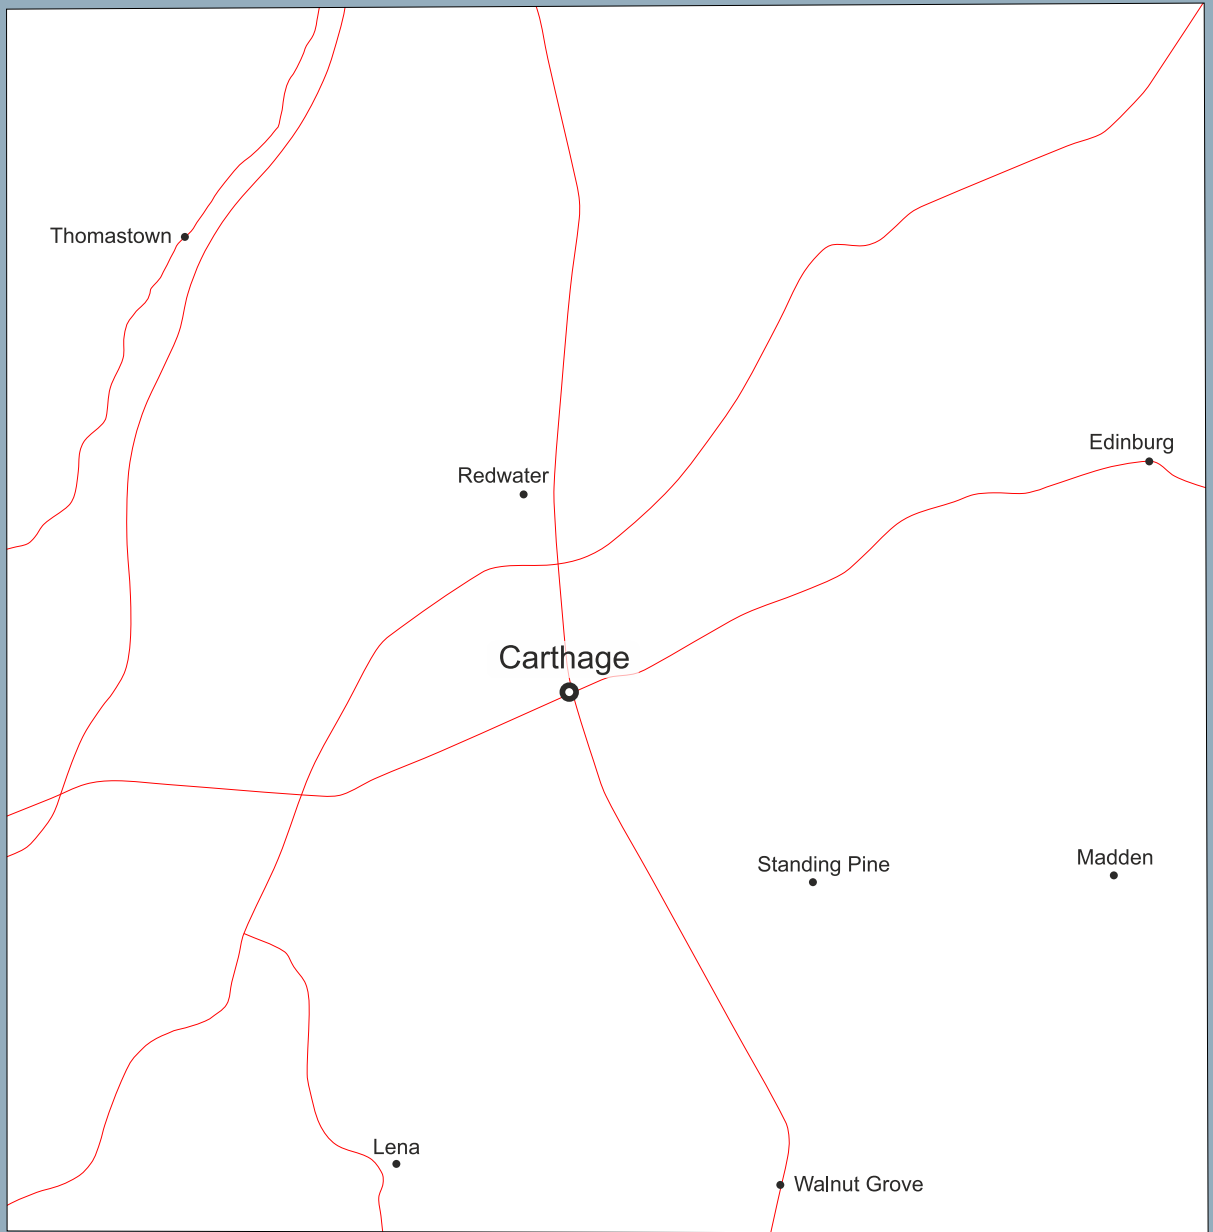 Thomastown
Edinburg
Redwater
Carthage
Standing Pine
Madden
Lena
Walnut Grove